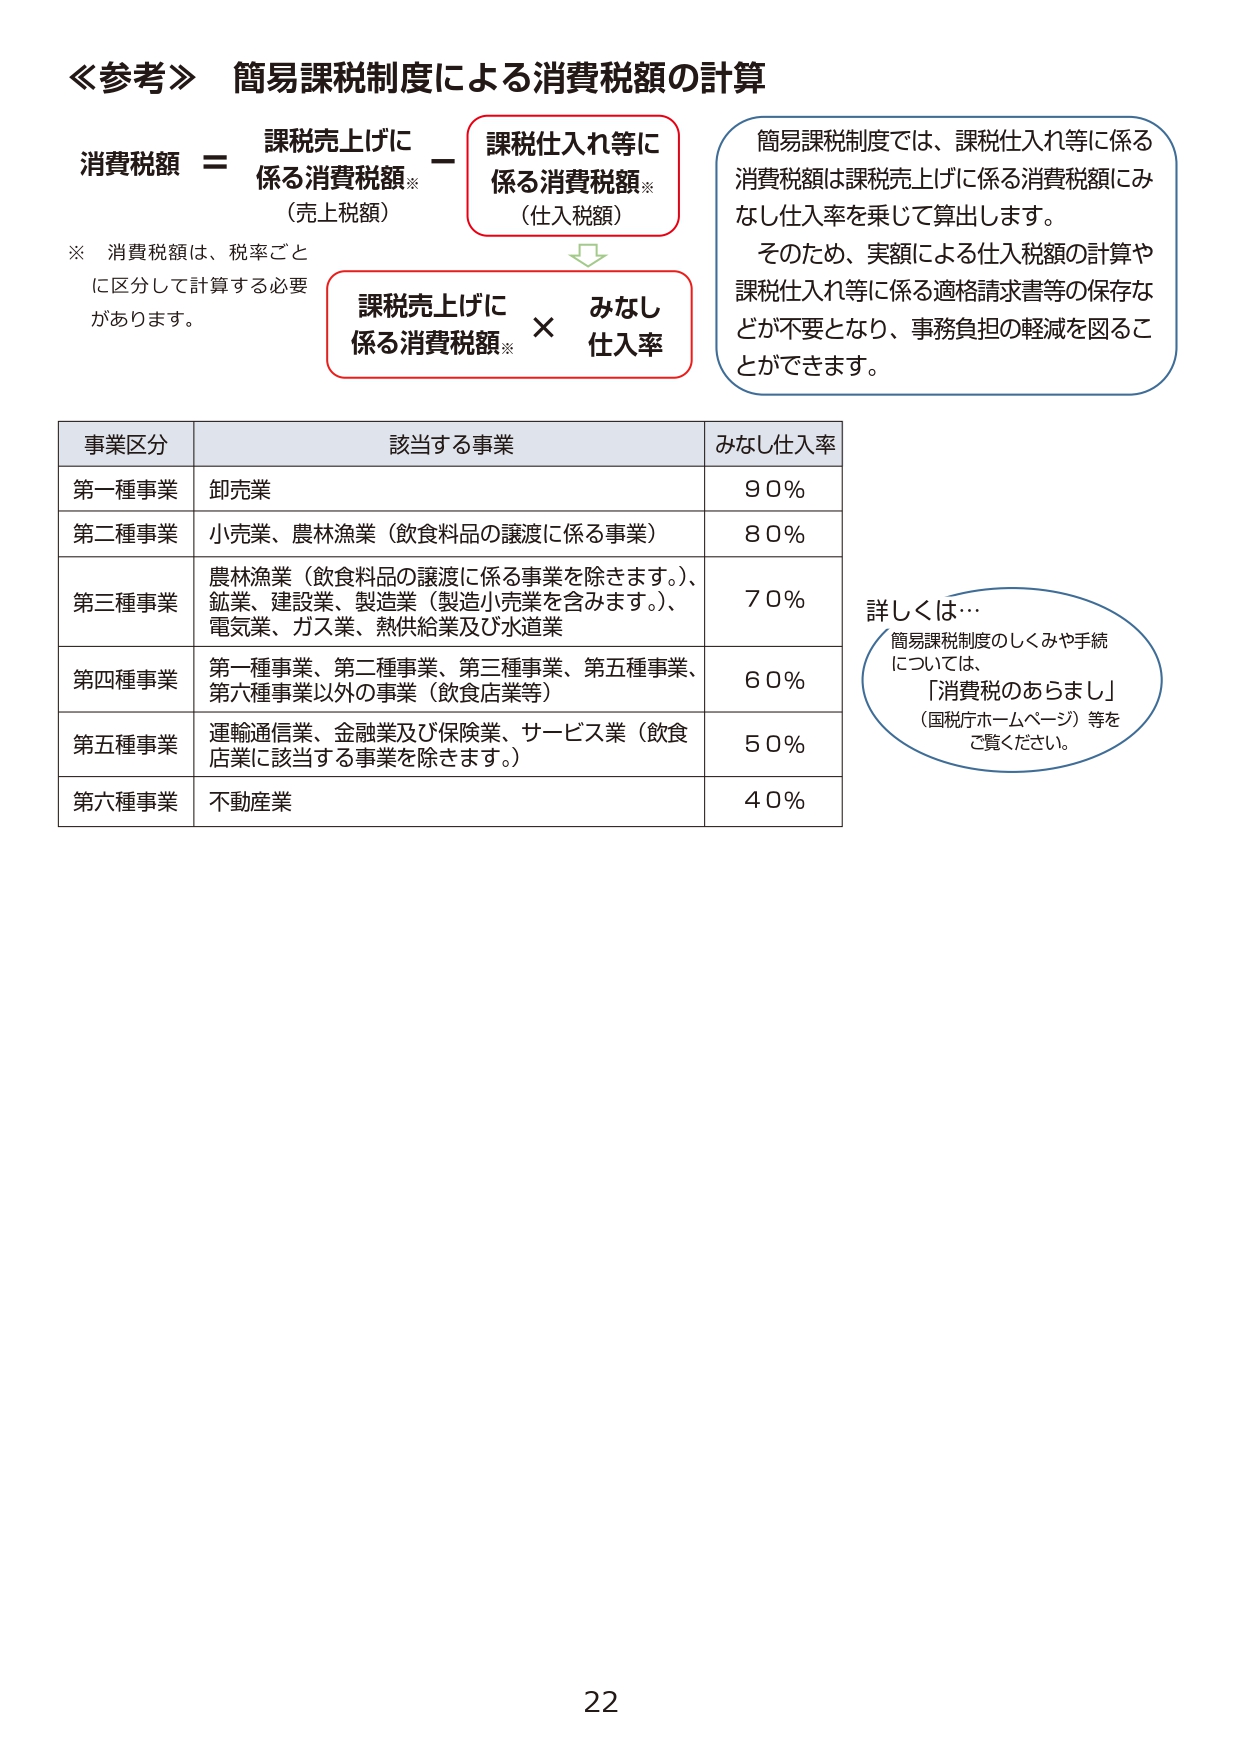 ≪参考≫　簡易課税制度による消費税額の計算
消費税額 ＝ 課税売上げに
係る消費税額※
（売上税額）
－
課税仕入れ等に
係る消費税額※
（仕入税額）
※　消費税額は、税率ごと
に区分して計算する必要
があります。
課税売上げに
係る消費税額※
×
みなし
仕入率
簡易課税制度では、課税仕入れ等に係る
消費税額は課税売上げに係る消費税額にみ
なし仕入率を乗じて算出します。
そのため、実額による仕入税額の計算や
課税仕入れ等に係る適格請求書等の保存な
どが不要となり、事務負担の軽減を図るこ
とができます。
事業区分 該当する事業 みなし仕入率
第一種事業 卸売業 ９０％
第二種事業 小売業、農林漁業（飲食料品の譲渡に係る事業） ８０％
第三種事業 農林漁業（飲食料品の譲渡に係る事業を除きます。）、
鉱業、建設業、製造業（製造小売業を含みます。）、
電気業、ガス業、熱供給業及び水道業
７０％
第四種事業 第一種事業、第二種事業、第三種事業、第五種事業、
第六種事業以外の事業（飲食店業等）
６０％
第五種事業 運輸通信業、金融業及び保険業、サービス業（飲食
店業に該当する事業を除きます。）
５０％
第六種事業 不動産業 ４０％
詳しくは…
簡易課税制度のしくみや手続
については、
「消費税のあらまし」
（国税庁ホームページ）等を
ご覧ください。
22